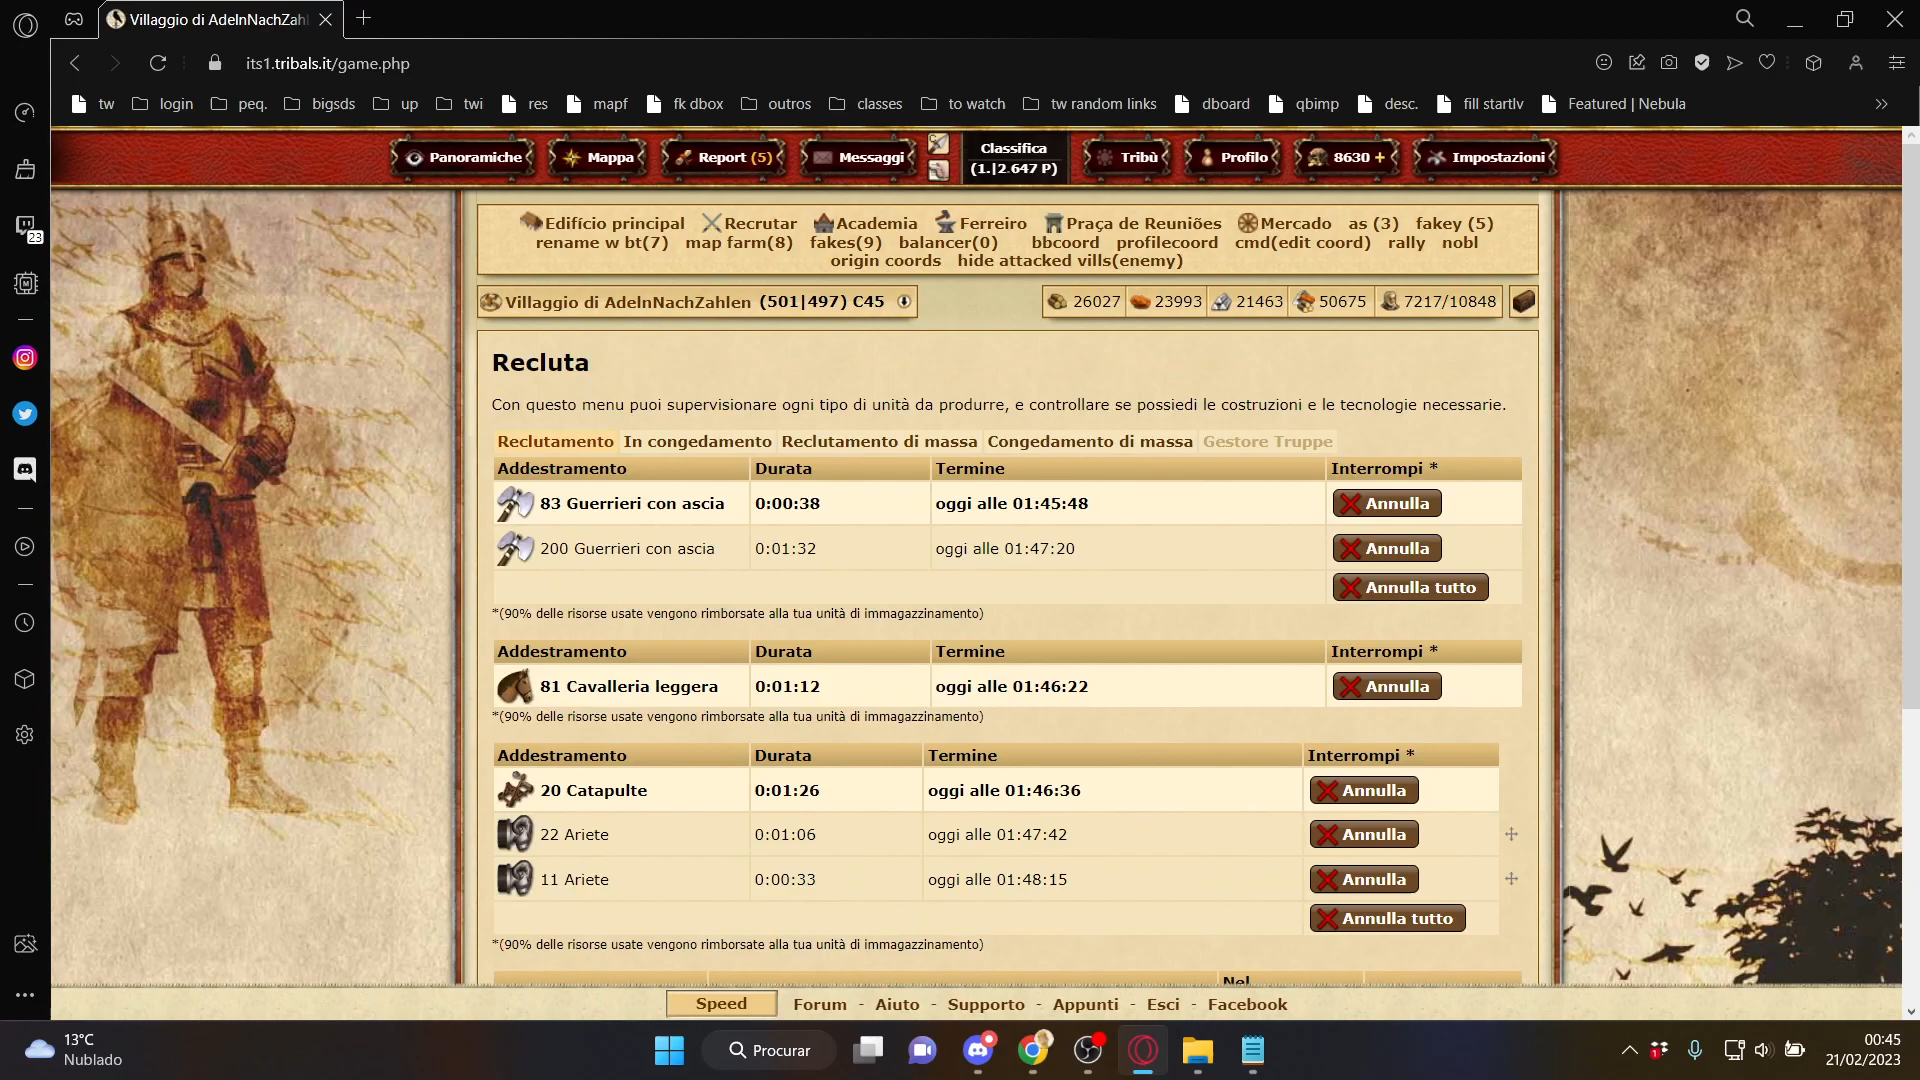 Villaggio di AdelnNachZahl
its1.tribals.it/game.php
tw login peq. bigsds up twi res mapf fk dbox outros classes to watch tw random links dboard qbimp desc. fill startlv Featured | Nebula
Panoramiche Mappa Report (5) Messaggi Classifica (1.|2.647 P) Tribù Profilo 8630 + Impostazioni
23
Edifício principal Recrutar Academia Ferreiro Praça de Reuniões Mercado as (3) fakey (5)
rename w bt(7) map farm(8) fakes(9) balancer(0) bbcoord profilecoord cmd(edit coord) rally nobl
origin coords hide attacked vills(enemy)
Villaggio di AdelnNachZahlen (501|497) C45 26027 23993 21463 50675 7217/10848
Recluta
Con questo menu puoi supervisionare ogni tipo di unità da produrre, e controllare se possiedi le costruzioni e le tecnologie necessarie.
Reclutamento In congedamento Reclutamento di massa Congedamento di massa Gestore Truppe
Addestramento Durata Termine Interrompi *
83 Guerrieri con ascia 0:00:38 oggi alle 01:45:48 Annulla
200 Guerrieri con ascia 0:01:32 oggi alle 01:47:20 Annulla
Annulla tutto
*(90% delle risorse usate vengono rimborsate alla tua unità di immagazzinamento)
Addestramento Durata Termine Interrompi *
81 Cavalleria leggera 0:01:12 oggi alle 01:46:22 Annulla
*(90% delle risorse usate vengono rimborsate alla tua unità di immagazzinamento)
Addestramento Durata Termine Interrompi *
20 Catapulte 0:01:26 oggi alle 01:46:36 Annulla
22 Ariete 0:01:06 oggi alle 01:47:42 Annulla
11 Ariete 0:00:33 oggi alle 01:48:15 Annulla
Annulla tutto
*(90% delle risorse usate vengono rimborsate alla tua unità di immagazzinamento)
Nel
Speed Forum - Aiuto - Supporto - Appunti - Esci - Facebook
13°C
Nublado
Procurar
00:45
21/02/2023